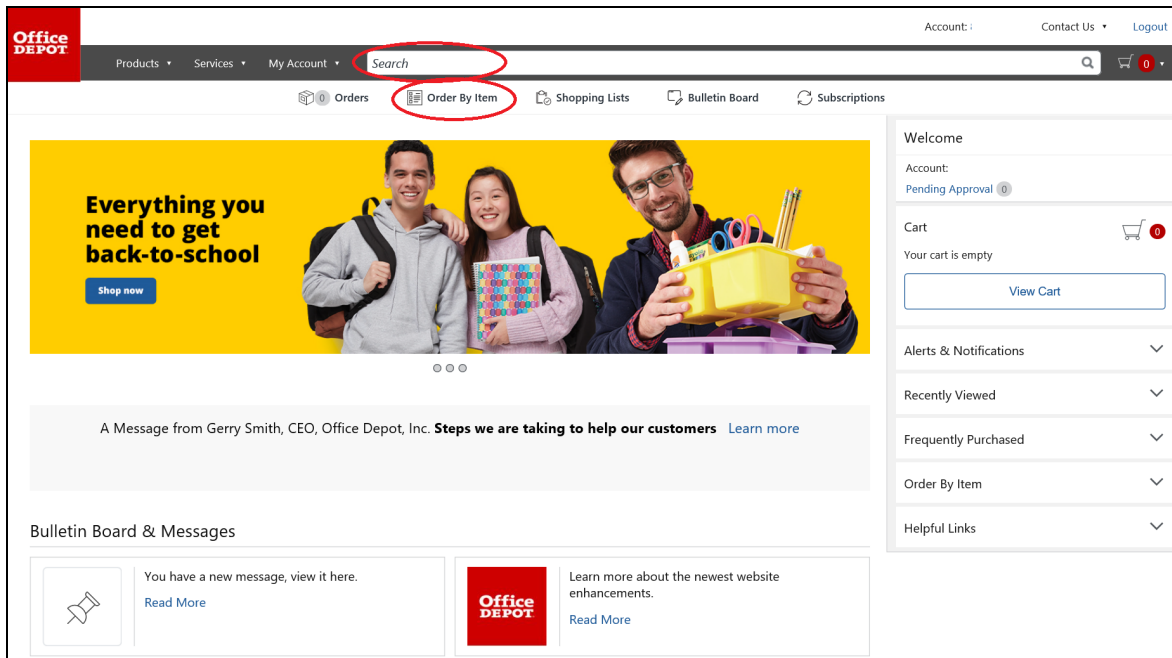 Office
DEPOT
Account:
Contact Us
Logout
Products
Services
My Account
Search
0
0 Orders
Order By Item
Shopping Lists
Bulletin Board
Subscriptions
Everything you
need to get
back-to-school
Shop now
Welcome
Account:
Pending Approval 0
Cart
0
Your cart is empty
View Cart
Alerts & Notifications
Recently Viewed
Frequently Purchased
Order By Item
Helpful Links
A Message from Gerry Smith, CEO, Office Depot, Inc. Steps we are taking to help our customers Learn more
Bulletin Board & Messages
You have a new message, view it here.
Read More
Office
DEPOT
Learn more about the newest website
enhancements.
Read More